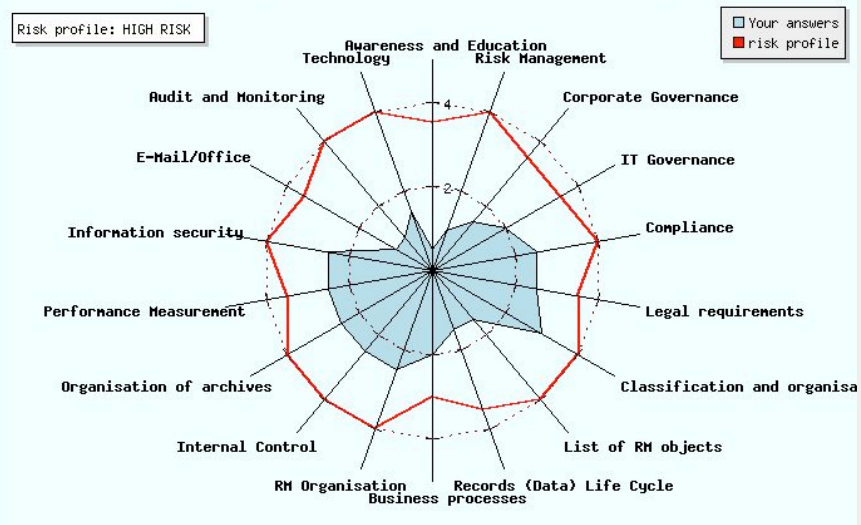 Risk profile: HIGH RISK
Your answers
risk profile
Awareness and Education
Technology
Risk Management
Audit and Monitoring
Corporate Governance
4
E-Mail/Office
IT Governance
2
Information security
Compliance
Performance Measurement
Legal requirements
Organisation of archives
Classification and organisa
Internal Control
List of RM objects
RM Organisation
Records (Data) Life Cycle
Business processes